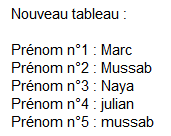 Nouveau tableau :
Prénom n°1 : Marc
Prénom n°2 : Mussab
Prénom n°3 : Naya
Prénom n°4 : julian
Prénom n°5 : mussab